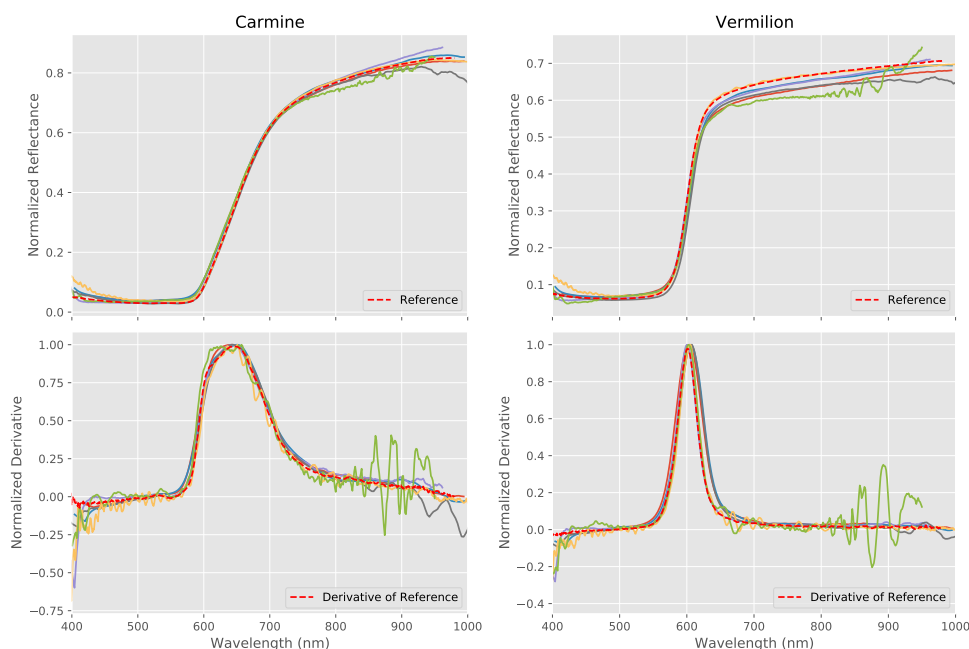 Carmine
Vermilion
Normalized Reflectance
0.8
0.6
0.4
0.2
0.0
Reference
Normalized Reflectance
0.7
0.6
0.5
0.4
0.3
0.2
0.1
Reference
Normalized Derivative
1.00
0.75
0.50
0.25
0.00
−0.25
−0.50
−0.75
Derivative of Reference
400 500 600 700 800 900 1000
Wavelength (nm)
Normalized Derivative
1.0
0.8
0.6
0.4
0.2
0.0
−0.2
−0.4
Derivative of Reference
400 500 600 700 800 900 1000
Wavelength (nm)